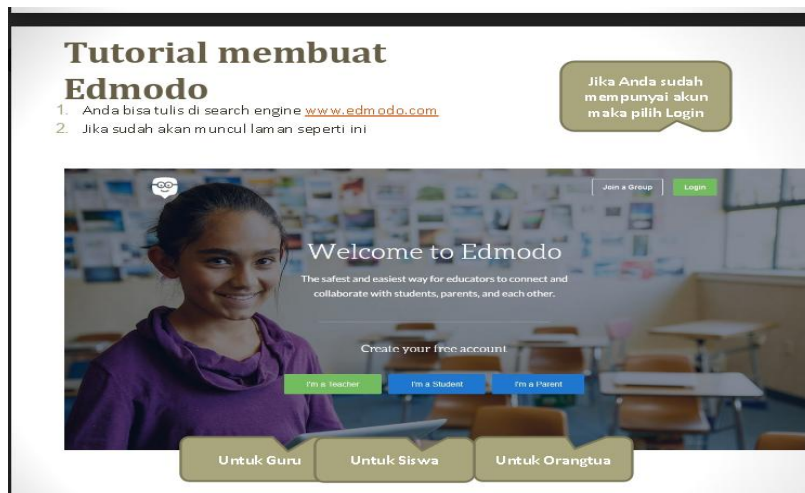 Tutorial membuat
Edmodo
1. Anda bisa tulis di search engine www.edmodo.com
2. Jika sudah akan muncul laman seperti ini
Jika Anda sudah
mempunyai akun
maka pilih Login
Join a Group
Login
Welcome to Edmodo
The safest and easiest way for educators to connect and
collaborate with students, parents, and each other.
Create your free account
I'm a Teacher
I'm a Student
I'm a Parent
Untuk Guru
Untuk Siswa
Untuk Orangtua